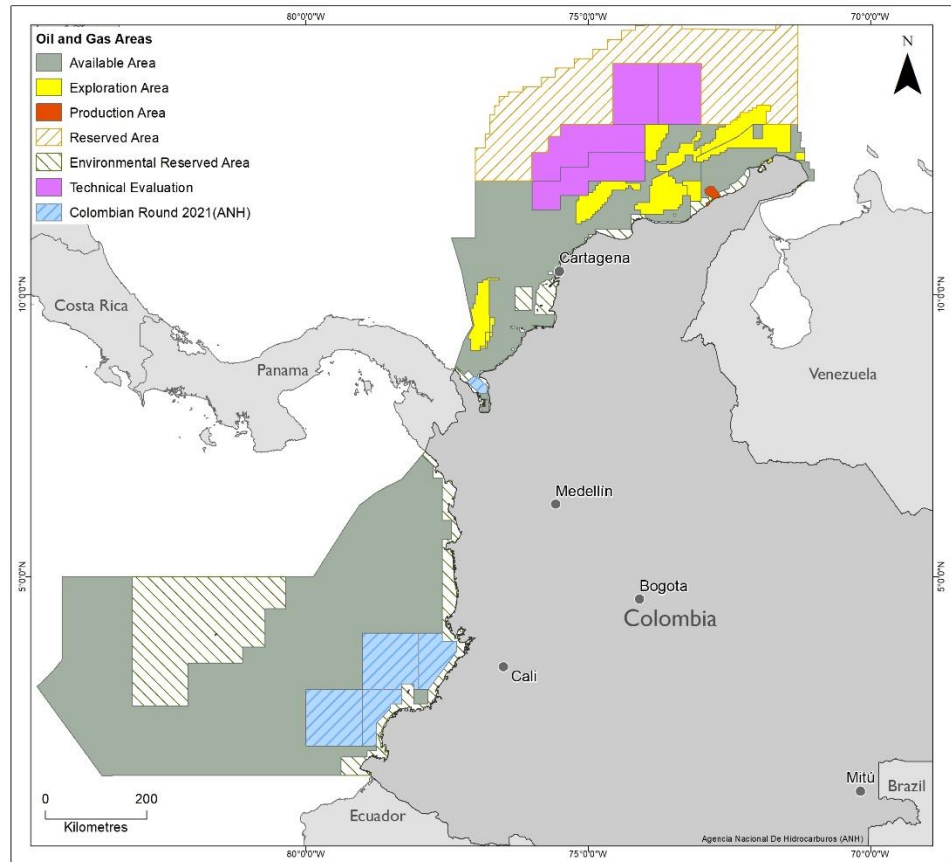 80°0'0"W
75°0'0"W
70°0'0"W
Oil and Gas Areas
Available Area
Exploration Area
Production Area
Reserved Area
Environmental Reserved Area
Technical Evaluation
Colombian Round 2021(ANH)
N
Cartagena
10°0'0"N
10°0'0"N
Costa Rica
Panama
Venezuela
Medellín
5°0'0"N
5°0'0"N
Bogota
Colombia
Cali
Mitú
Brazil
0
200
Kilometres
Ecuador
Agencia Nacional De Hidrocarburos (ANH)
80°0'0"W
75°0'0"W
70°0'0"W